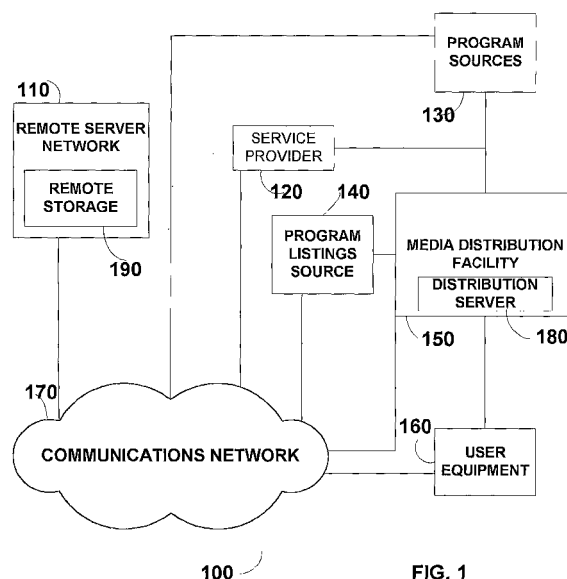 PROGRAM
SOURCES
130
110
REMOTE SERVER
NETWORK
REMOTE
STORAGE
190
SERVICE
PROVIDER
120
140
PROGRAM
LISTINGS
SOURCE
MEDIA DISTRIBUTION
FACILITY
DISTRIBUTION
SERVER
150
180
170
COMMUNICATIONS NETWORK
160
USER
EQUIPMENT
100
FIG. 1